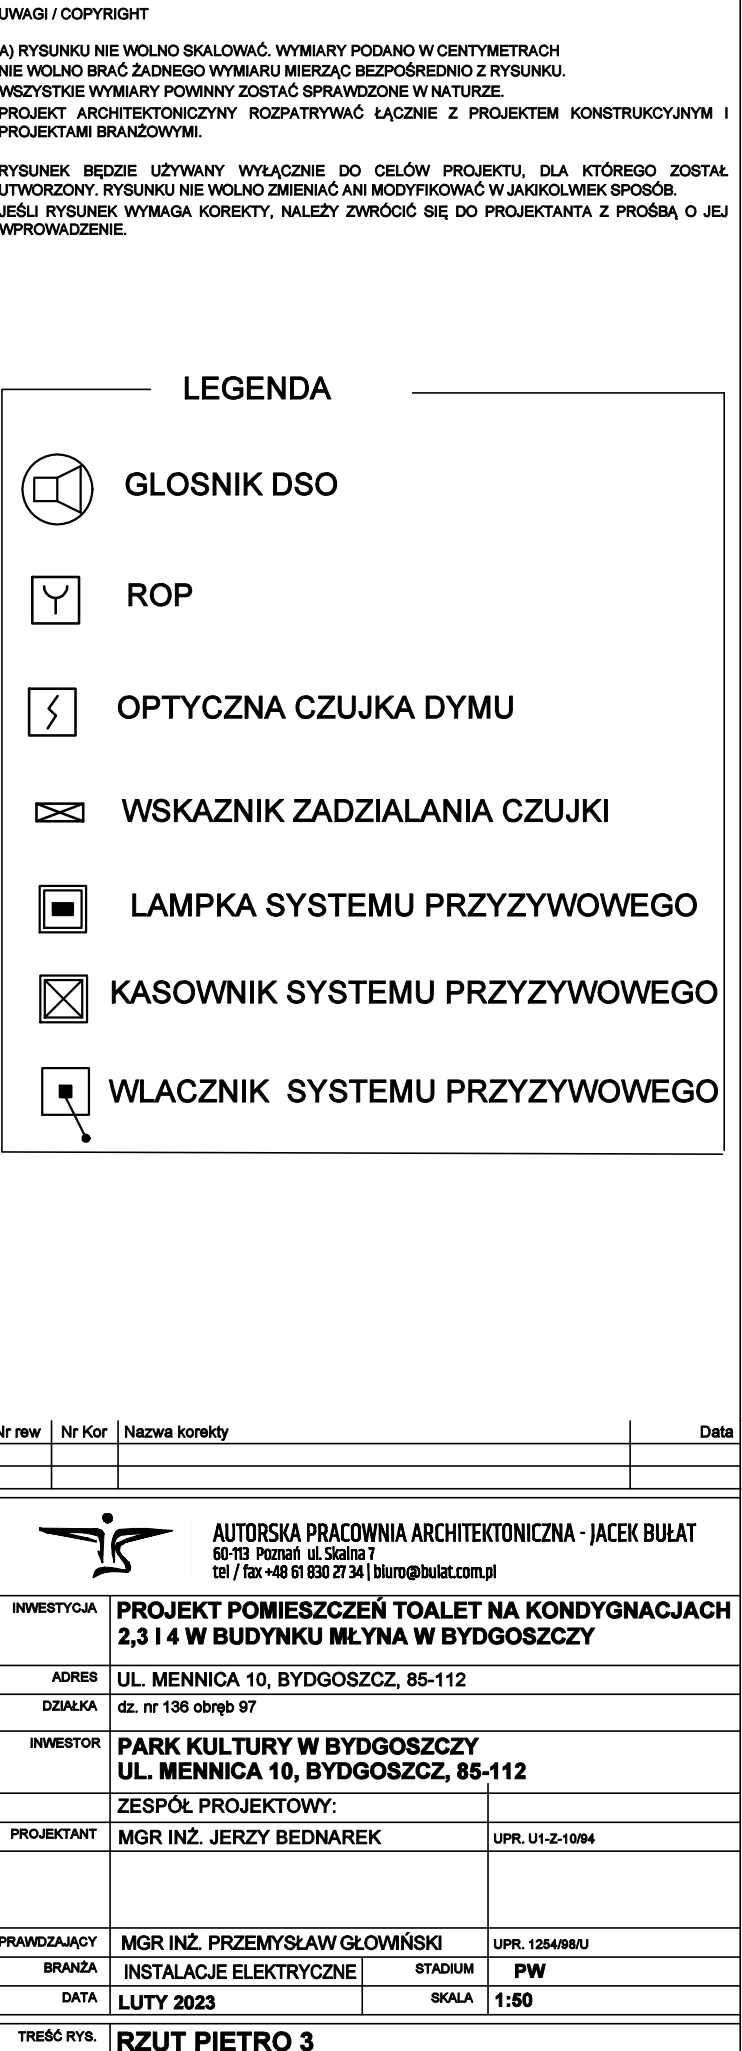 UWAGI / COPYRIGHT
A) RYSUNKU NIE WOLNO SKALOWAĆ. WYMIARY PODANO W CENTYMETRACH
NIE WOLNO BRAĆ ŻADNEGO WYMIARU MIERZĄC BEZPOŚREDNIO Z RYSUNKU.
WSZYSTKIE WYMIARY POWINNY ZOSTAĆ SPRAWDZONE W NATURZE.
PROJEKT ARCHITEKTONICZYNY ROZPATRYWAĆ ŁĄCZNIE Z PROJEKTEM KONSTRUKCYJNYM I
PROJEKTAMI BRANŻOWYMI.
RYSUNEK BĘDZIE UŻYWANY WYŁĄCZNIE DO CELÓW PROJEKTU, DLA KTÓREGO ZOSTAŁ
UTWORZONY. RYSUNKU NIE WOLNO ZMIENIAĆ ANI MODYFIKOWAĆ W JAKIKOLWIEK SPOSÓB.
JEŚLI RYSUNEK WYMAGA KOREKTY, NALEŻY ZWRÓCIĆ SIĘ DO PROJEKTANTA Z PROŚBĄ O JEJ
WPROWADZENIE.
LEGENDA
GLOSNIK DSO
ROP
OPTYCZNA CZUJKA DYMU
WSKAZNIK ZADZIALANIA CZUJKI
LAMPKA SYSTEMU PRZYZYWOWEGO
KASOWNIK SYSTEMU PRZYZYWOWEGO
WLACZNIK SYSTEMU PRZYZYWOWEGO
Nr rew Nr Kor Nazwa korekty Data
AUTORSKA PRACOWNIA ARCHITEKTONICZNA - JACEK BUŁAT
60-113 Poznań ul. Skalna 7
tel / fax +48 61 830 27 34 | biuro@bulat.com.pl
INWESTYCJA PROJEKT POMIESZCZEŃ TOALET NA KONDYGNACJACH
2,3 I 4 W BUDYNKU MŁYNA W BYDGOSZCZY
ADRES UL. MENNICA 10, BYDGOSZCZ, 85-112
DZIAŁKA dz. nr 136 obręb 97
INWESTOR PARK KULTURY W BYDGOSZCZY
UL. MENNICA 10, BYDGOSZCZ, 85-112
ZESPÓŁ PROJEKTOWY:
PROJEKTANT MGR INŻ. JERZY BEDNAREK UPR. U1-Z-10/94
PRAWDZAJĄCY MGR INŻ. PRZEMYSŁAW GŁOWIŃSKI UPR. 1254/98/U
BRANŻA INSTALACJE ELEKTRYCZNE STADIUM PW
DATA LUTY 2023 SKALA 1:50
TREŚĆ RYS. RZUT PIETRO 3